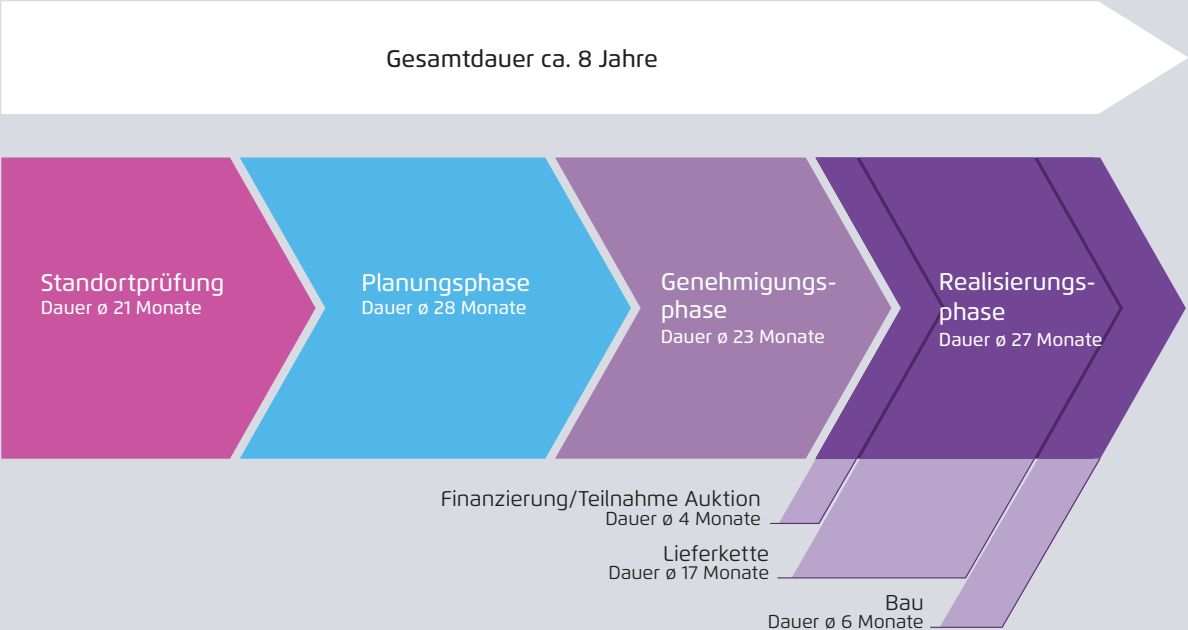 Gesamtdauer ca. 8 Jahre
Standortprüfung
Dauer ø 21 Monate
Planungsphase
Dauer ø 28 Monate
Genehmigungs-
phase
Dauer ø 23 Monate
Realisierungs-
phase
Dauer ø 27 Monate
Finanzierung/Teilnahme Auktion
Dauer ø 4 Monate
Lieferkette
Dauer ø 17 Monate
Bau
Dauer ø 6 Monate